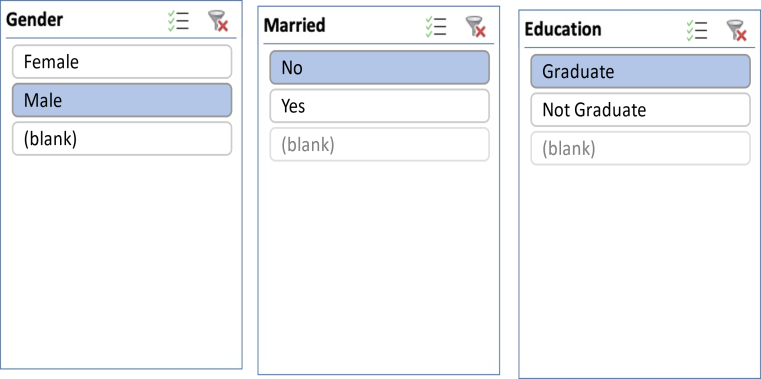 Gender
Female
Male
(blank)
Married
No
Yes
(blank)
Education
Graduate
Not Graduate
(blank)